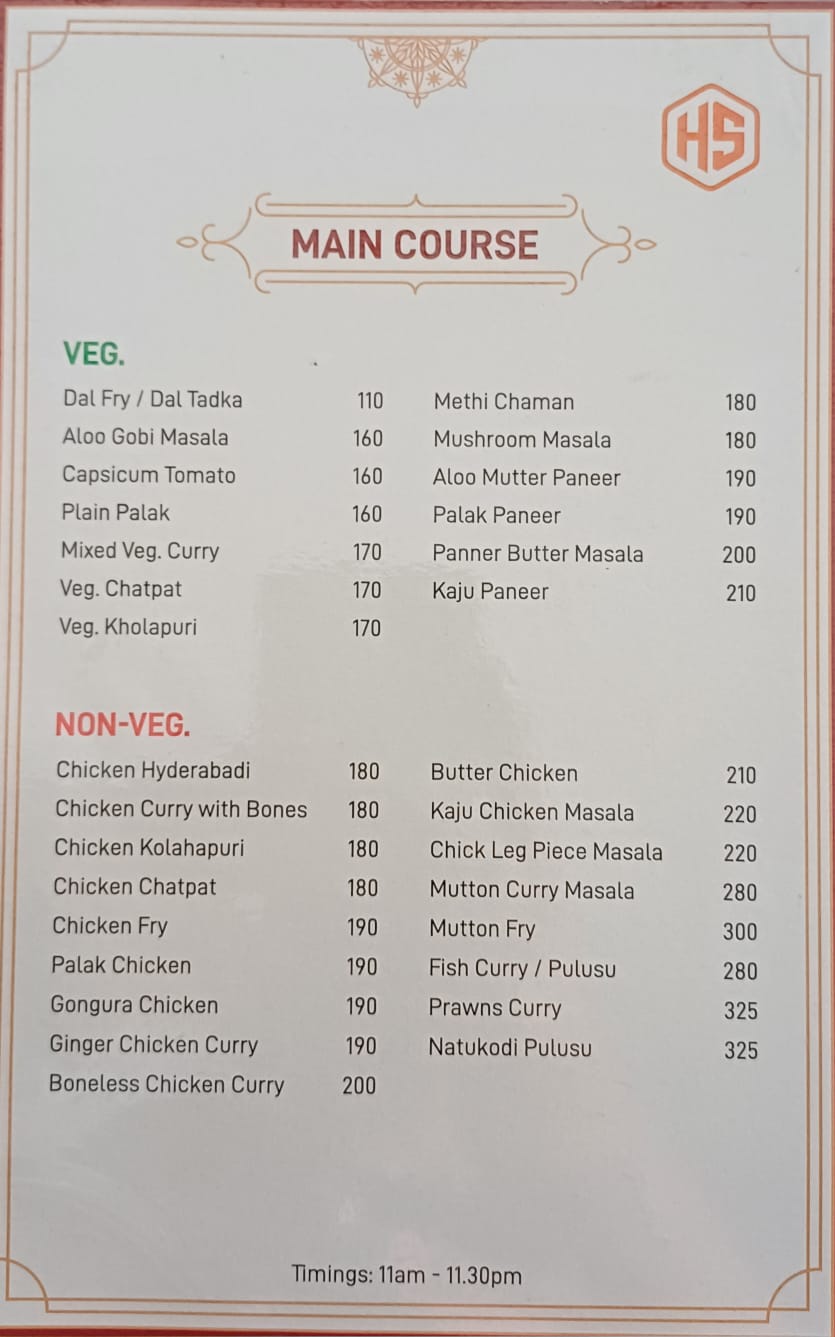 HS
MAIN COURSE
VEG.
Dal Fry / Dal Tadka 110
Aloo Gobi Masala 160
Capsicum Tomato 160
Plain Palak 160
Mixed Veg. Curry 170
Veg. Chatpat 170
Veg. Kholapuri 170
Methi Chaman 180
Mushroom Masala 180
Aloo Mutter Paneer 190
Palak Paneer 190
Panner Butter Masala 200
Kaju Paneer 210
NON-VEG.
Chicken Hyderabadi 180
Chicken Curry with Bones 180
Chicken Kolahapuri 180
Chicken Chatpat 180
Chicken Fry 190
Palak Chicken 190
Gongura Chicken 190
Ginger Chicken Curry 190
Boneless Chicken Curry 200
Butter Chicken 210
Kaju Chicken Masala 220
Chick Leg Piece Masala 220
Mutton Curry Masala 280
Mutton Fry 300
Fish Curry / Pulusu 280
Prawns Curry 325
Natukodi Pulusu 325
Timings: 11am - 11.30pm